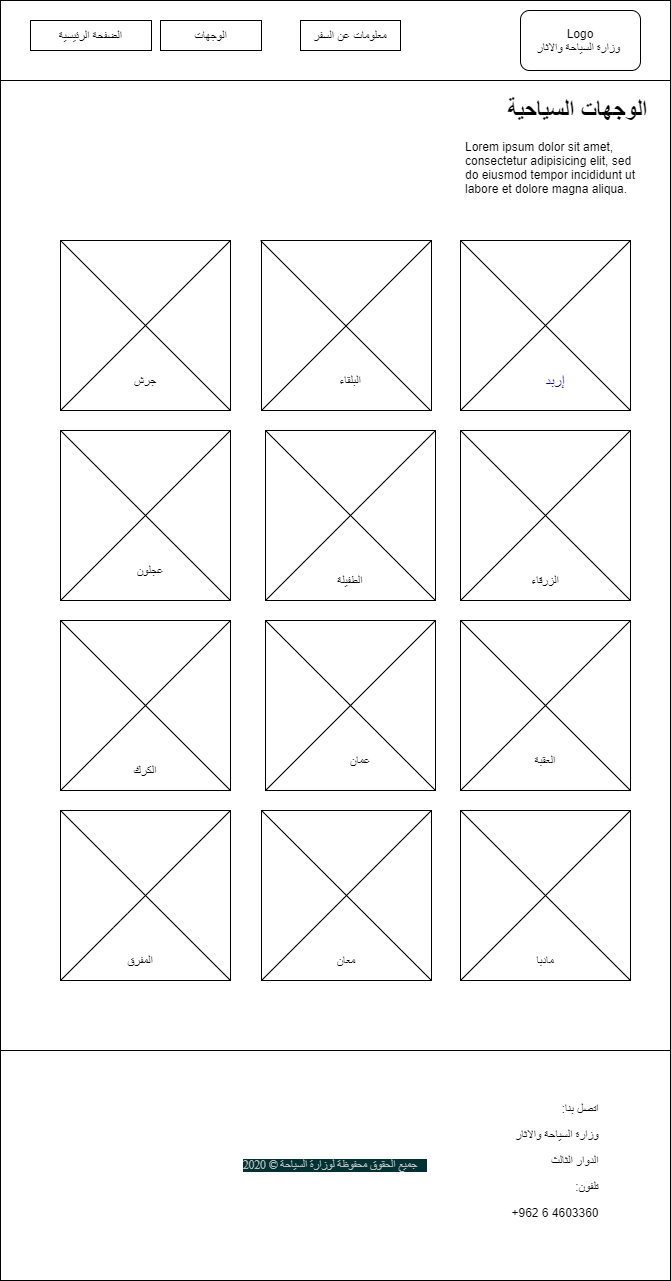 Logo
وزارة السياحة والاثار
معلومات عن السفر
الوجهات
الصفحة الرئيسية
الوجهات السياحية
Lorem ipsum dolor sit amet,
consectetur adipisicing elit, sed
do eiusmod tempor incididunt ut
labore et dolore magna aliqua.
إربد
البلقاء
جرش
الزرقاء
الطفيلة
عجلون
العقبة
عمان
الكرك
مادبا
معان
المفرق
اتصل بنا:
وزارة السياحة والاثار
الدوار الثالث
تلفون:
+962 6 4603360
جميع الحقوق محفوظة لوزارة السياحة © 2020